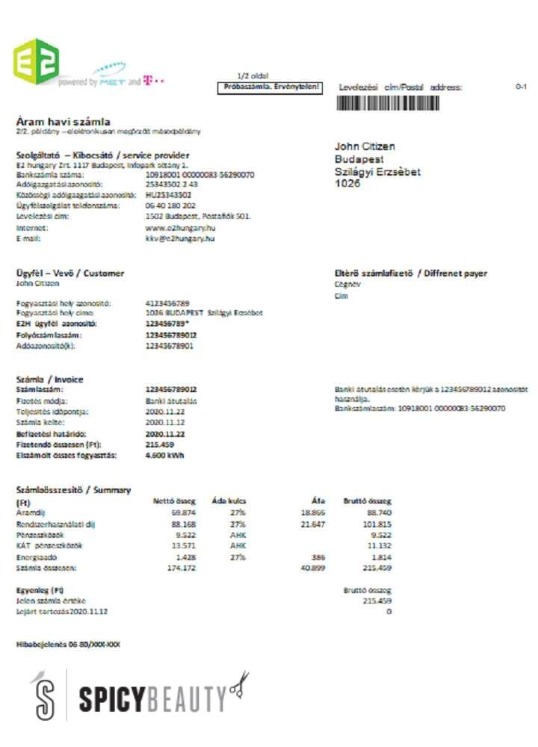 E2
powered by MET and T
1/2 oldal
Próbaszámla. Érvénytelen!
Levelezési cím/Postal address:
0-1
Áram havi számla
2/2. példány – elektronikusan megőrzött másodpéldány
John Citizen
Budapest
Szilágyi Erzsébet
1026
Szolgáltató – Kibocsátó / service provider
E2 hungary Zrt. 1117 Budapest, Infopark sétány 1.
Bankszámla száma: 10918001 00000083 56290070
Adóigazgatási azonosító: 25343502 2 43
Közösségi adóigazgatási azonosító: HU25343502
Ügyfélszolgálat telefonszáma: 06 40 180 202
Levelezési cím: 1502 Budapest, Postafiók 501.
Internet: www.e2hungary.hu
E-mail: kkv@e2hungary.hu
Ügyfél – Vevő / Customer
John Citizen
Eltérő számlafizető / Diffrenet payer
Cégnév
Cím
Fogyasztási hely azonosító: 4123456789
Fogyasztási hely címe: 1026 BUDAPEST Szilágyi Erzsébet
E2H ügyfél azonosító: 123456789*
Folyószámlaszám: 123456789012
Adóazonosító(k): 12345678901
Számla / Invoice
Számlaszám: 123456789012
Fizetés módja: Banki átutalás
Teljesítés időpontja: 2020.11.22
Számla kelte: 2020.11.12
Befizetési határidő: 2020.11.22
Fizetendő összesen (Ft): 215.459
Elszámolt összes fogyasztás: 4.600 kWh
Banki átutalás esetén kérjük a 123456789012 azonosítót
használja.
Bankszámlaszám: 10918001 00000083 56290070
Számlaösszesítő / Summary
(Ft) Nettó összeg Áda kulcs Áfa Bruttó összeg
Áramdíj 69.874 27% 18.866 88.740
Rendszerhasználati díj 88.168 27% 21.647 101.815
Pénzeszközök 9.522 AHK 9.522
KÁT pénzeszközök 13.571 AHK 11.132
Energiaadó 1.428 27% 386 1.814
Számla összesen: 174.172 40.899 215.459
Egyenleg (Ft) Bruttó összeg
Jelen számla értéke 215.459
Lejárt tartozás 2020.11.12 0
Hibabejelenés 06-80/XXX-XXX
S SPICYBEAUTY